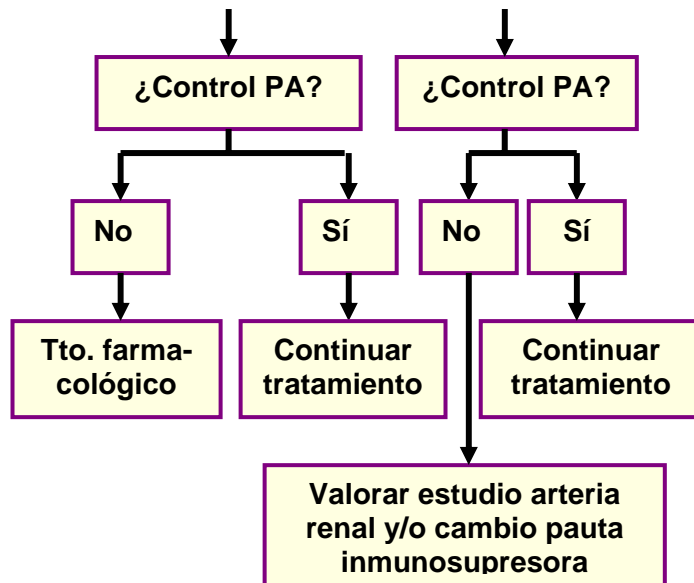 ¿Control PA?
¿Control PA?
No
Sí
No
Sí
Tto. farma-
cológico
Continuar
tratamiento
Continuar
tratamiento
Valorar estudio arteria
renal y/o cambio pauta
inmunosupresora